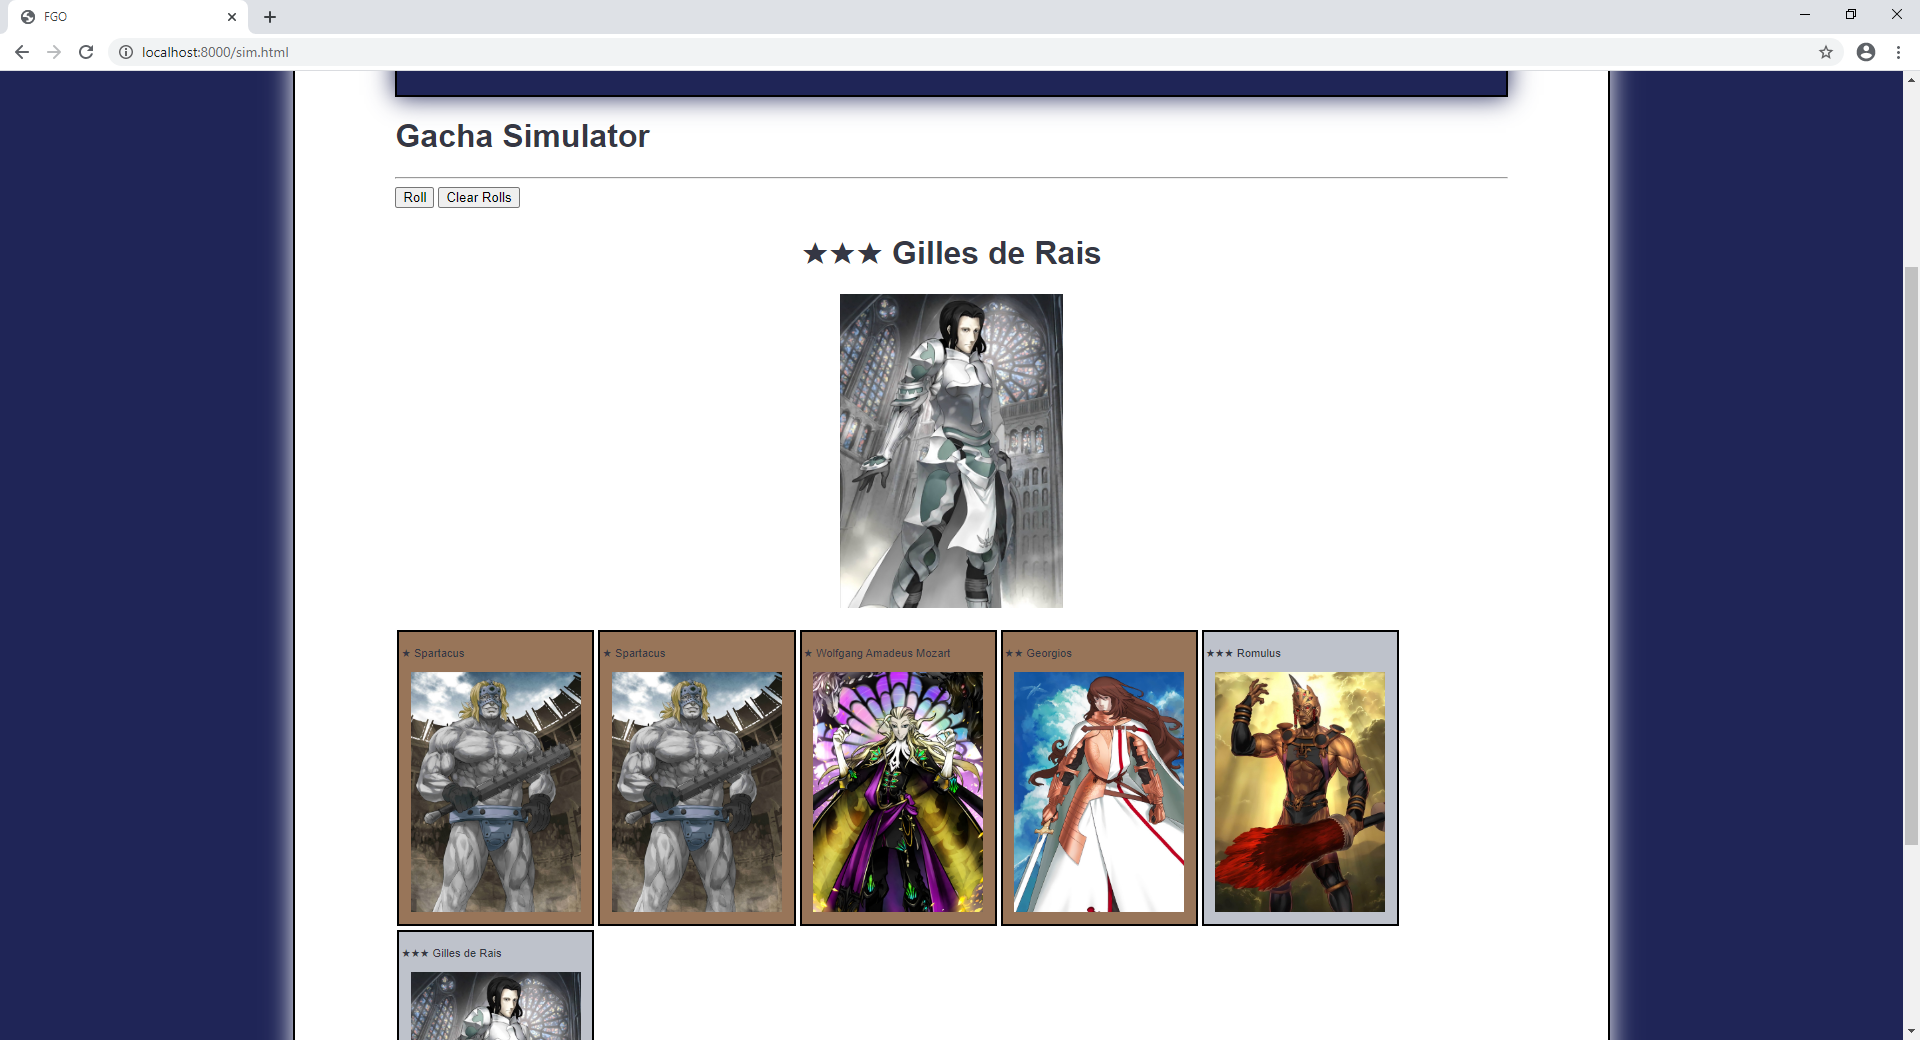 FGO
localhost:8000/sim.html
Gacha Simulator
Roll Clear Rolls
★★★ Gilles de Rais
★ Spartacus
★ Spartacus
★ Wolfgang Amadeus Mozart
★★ Georgios
★★★ Romulus
★★★ Gilles de Rais